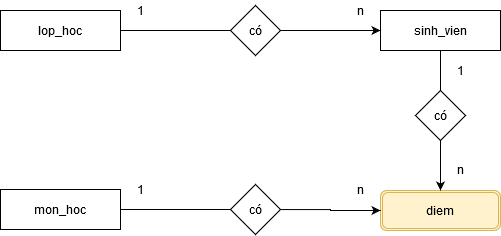 1
n
lop_hoc
có
sinh_vien
1
có
n
1
n
mon_hoc
có
diem